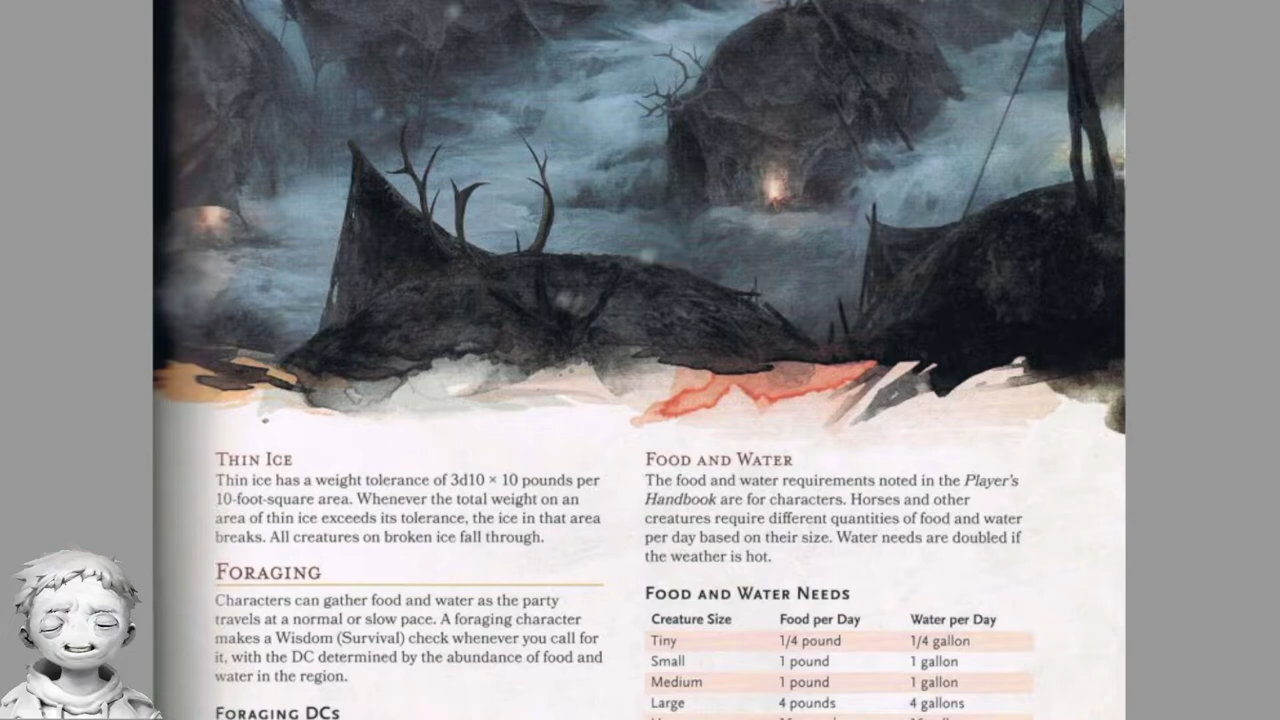 THIN ICE
Thin ice has a weight tolerance of 3d10 × 10 pounds per
10-foot-square area. Whenever the total weight on an
area of thin ice exceeds its tolerance, the ice in that area
breaks. All creatures on broken ice fall through.
FORAGING
Characters can gather food and water as the party
travels at a normal or slow pace. A foraging character
makes a Wisdom (Survival) check whenever you call for
it, with the DC determined by the abundance of food and
water in the region.
FORAGING DCS
FOOD AND WATER
The food and water requirements noted in the Player's
Handbook are for characters. Horses and other
creatures require different quantities of food and water
per day based on their size. Water needs are doubled if
the weather is hot.
FOOD AND WATER NEEDS
Creature Size Food per Day Water per Day
Tiny 1/4 pound 1/4 gallon
Small 1 pound 1 gallon
Medium 1 pound 1 gallon
Large 4 pounds 4 gallons